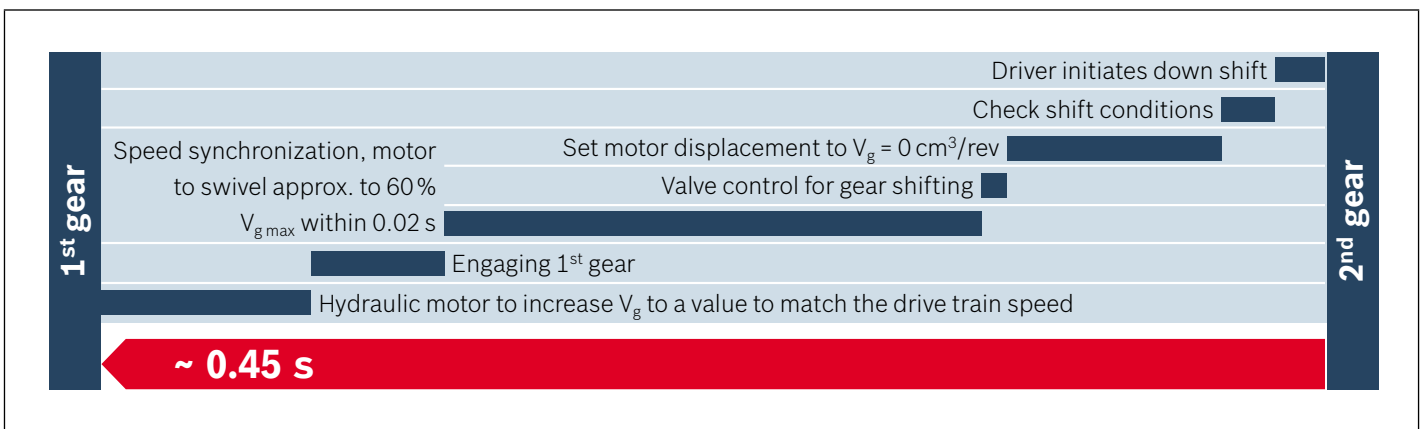 1st gear
Driver initiates down shift
Check shift conditions
Set motor displacement to Vg = 0 cm³/rev
Valve control for gear shifting
Speed synchronization, motor
to swivel approx. to 60 %
Vg max within 0.02 s
Engaging 1st gear
Hydraulic motor to increase Vg to a value to match the drive train speed
~ 0.45 s
2nd gear